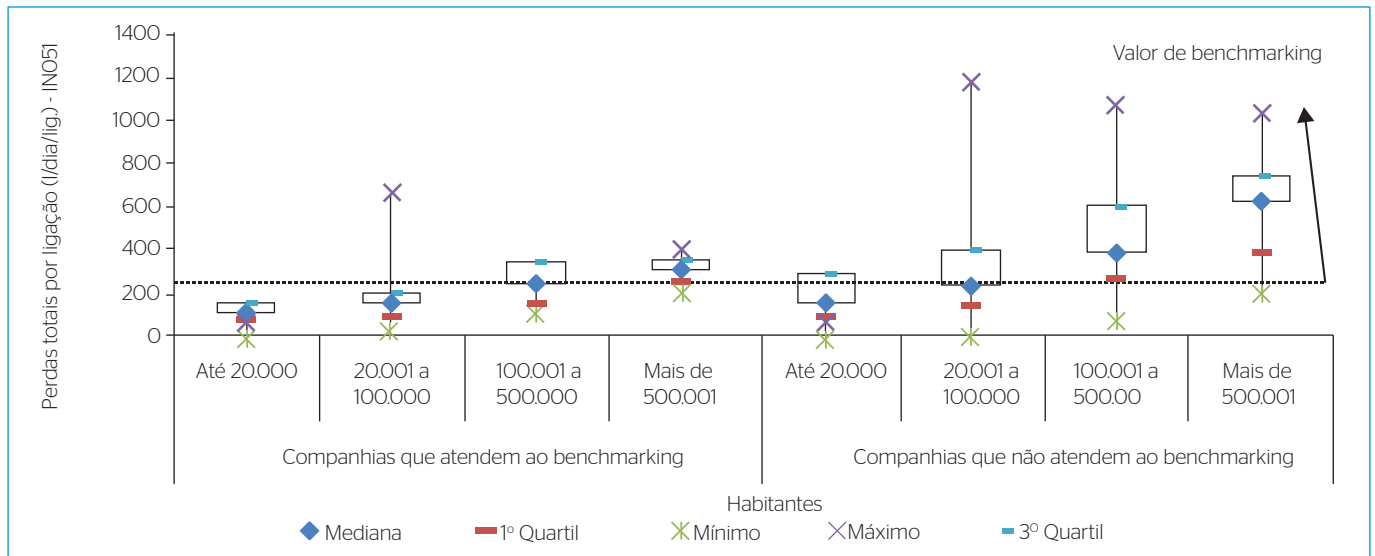 Perdas totais por ligação (l/dia/lig.) - IN051
1400
1200
1000
800
600
400
200
0
Valor de benchmarking
Até 20.000
20.001 a
100.000
100.001 a
500.000
Mais de
500.001
Até 20.000
20.001 a
100.000
100.001 a
500.00
Mais de
500.001
Companhias que atendem ao benchmarking
Companhias que não atendem ao benchmarking
Habitantes
Mediana
1º Quartil
Mínimo
Máximo
3º Quartil